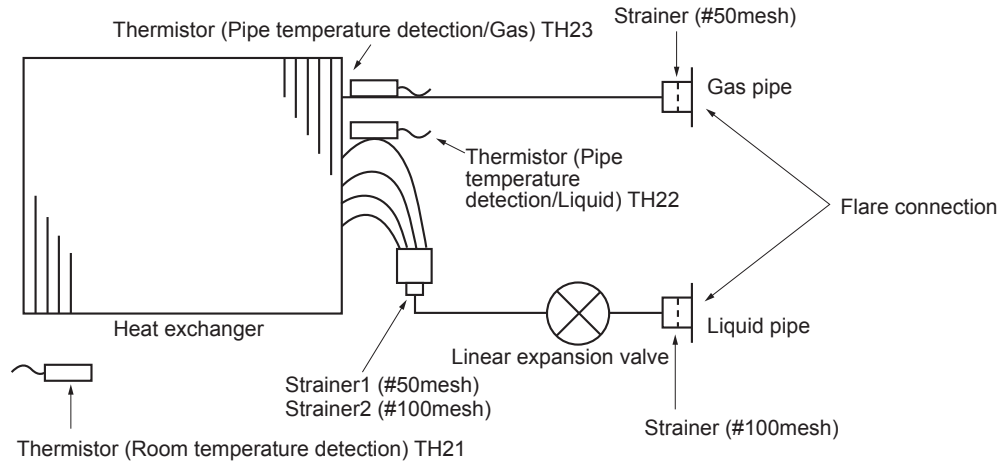 Strainer (#50mesh)
Thermistor (Pipe temperature detection/Gas) TH23
Gas pipe
Thermistor (Pipe
temperature
detection/Liquid) TH22
Flare connection
Heat exchanger
Liquid pipe
Linear expansion valve
Strainer1 (#50mesh)
Strainer2 (#100mesh)
Strainer (#100mesh)
Thermistor (Room temperature detection) TH21